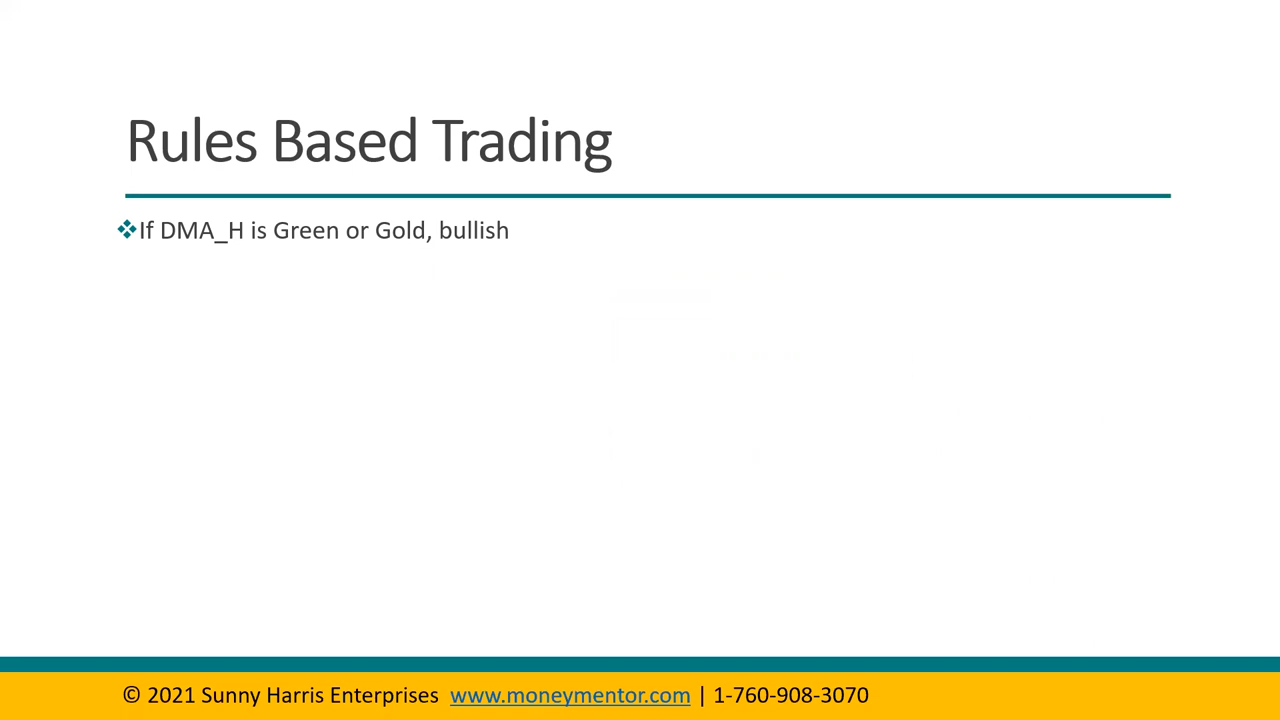 Rules Based Trading
❖If DMA_H is Green or Gold, bullish
© 2021 Sunny Harris Enterprises www.moneymentor.com | 1-760-908-3070